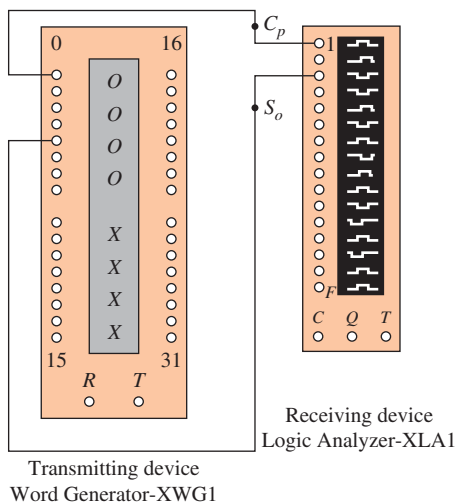 C_p
0 16
1
O
O
S_o
O
O
X
X
X
X
F
C Q T
15 31
R T
Receiving device
Logic Analyzer-XLA1
Transmitting device
Word Generator-XWG1